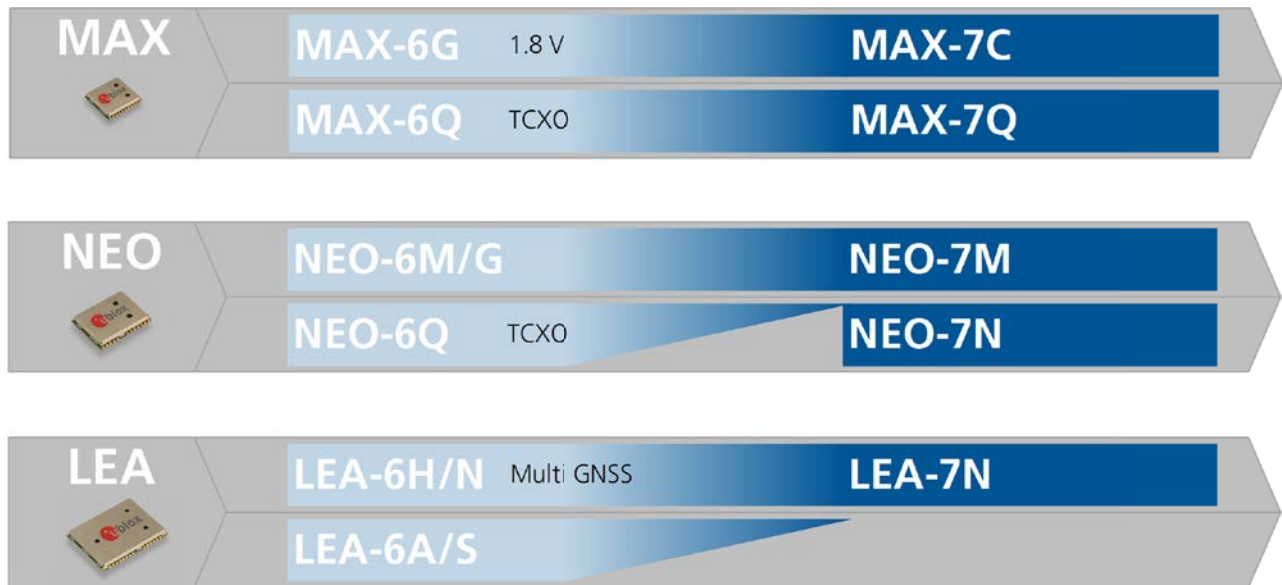 MAX
MAX-6G 1.8 V MAX-7C
MAX-6Q TCXO MAX-7Q
NEO
NEO-6M/G NEO-7M
NEO-6Q TCXO NEO-7N
LEA
LEA-6H/N Multi GNSS LEA-7N
LEA-6A/S